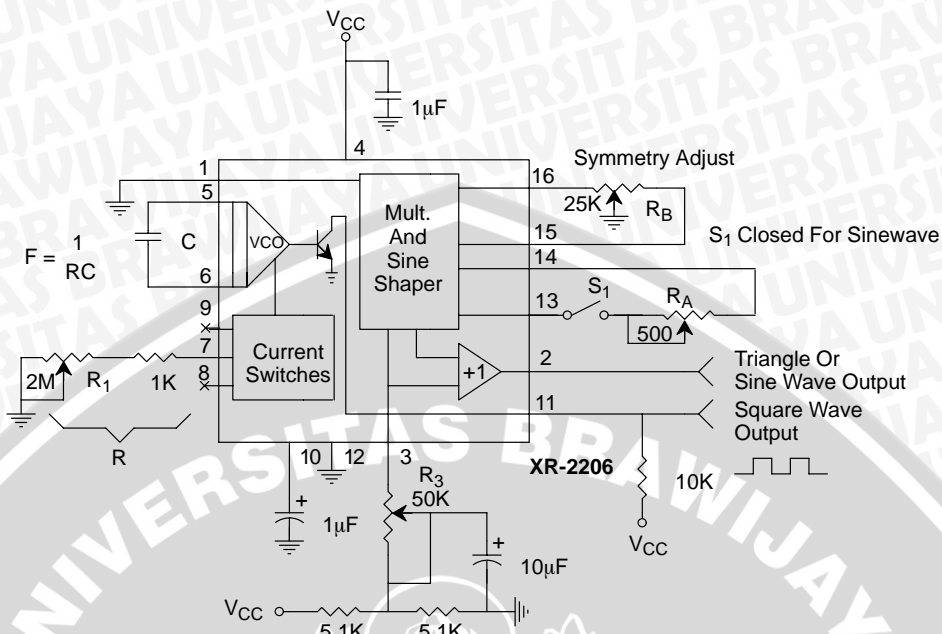 VCC
1µF
4
1
16
Symmetry Adjust
5
25K
RB
Mult.
And
Sine
Shaper
15
C
VCO
S1 Closed For Sinewave
F = 1
RC
14
6
13
S1
RA
9
500
7
Current
Switches
+1
2
Triangle Or
Sine Wave Output
2M
R1
1K
8
11
Square Wave
Output
R
10
12
3
XR-2206
10K
R3
50K
+
1µF
VCC
+
10µF
VCC
5.1K
5.1K
UNIVERSITAS BRAWIJAYA